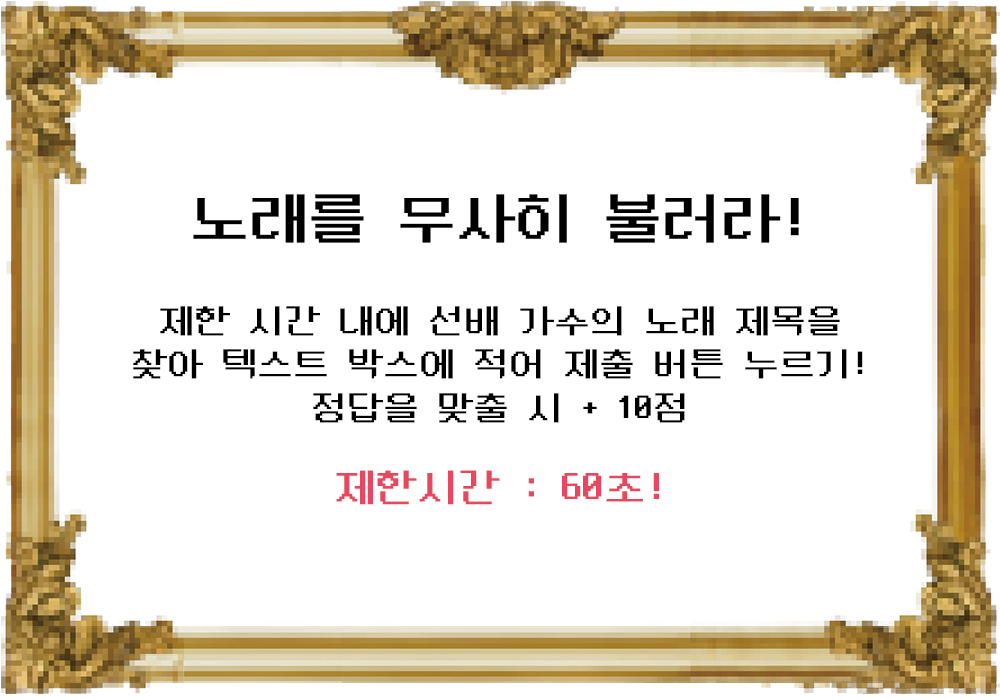 노래를 무사히 불러라!
제한 시간 내에 선배 가수의 노래 제목을
찾아 텍스트 박스에 적어 제출 버튼 누르기!
정답을 맞출 시 + 10점
제한시간 : 60초!